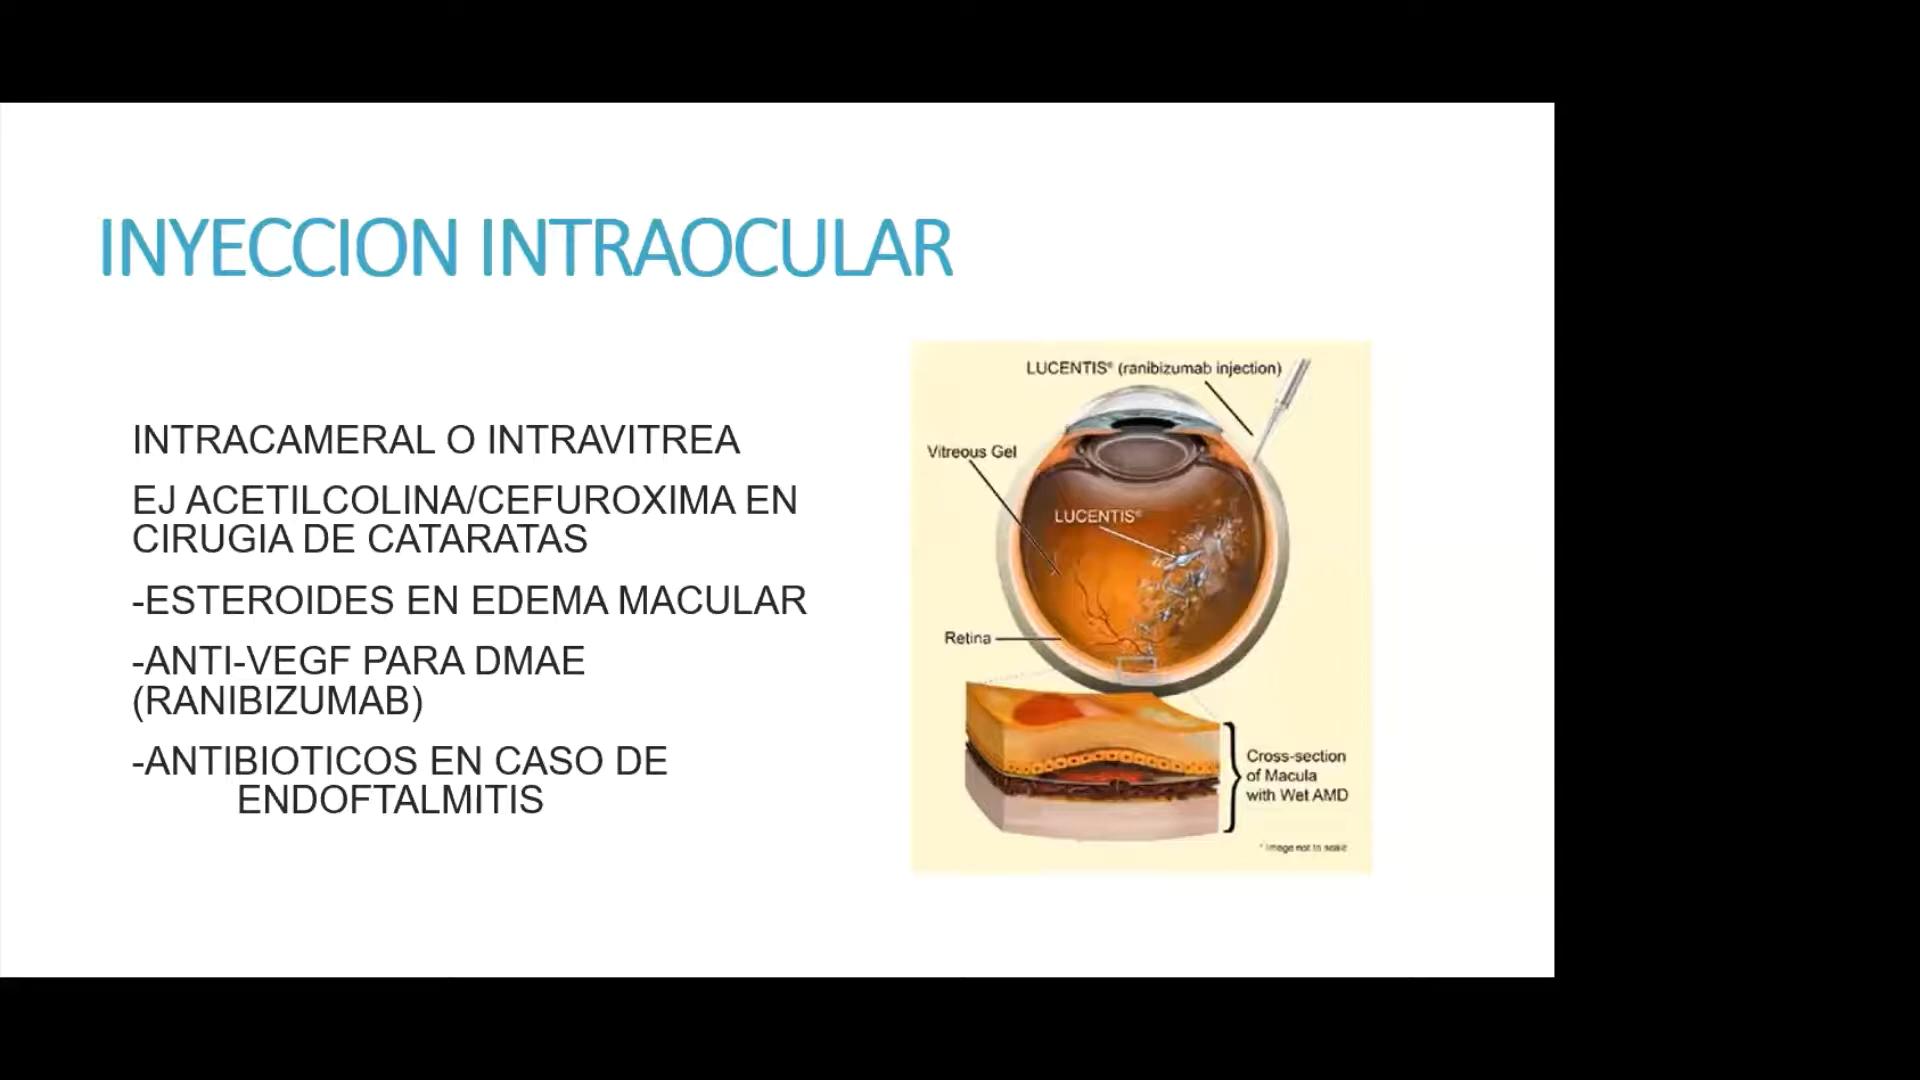 INYECCION INTRAOCULAR
INTRACAMERAL O INTRAVITREA
EJ ACETILCOLINA/CEFUROXIMA EN
CIRUGIA DE CATARATAS
-ESTEROIDES EN EDEMA MACULAR
-ANTI-VEGF PARA DMAE
(RANIBIZUMAB)
-ANTIBIOTICOS EN CASO DE
ENDOFTALMITIS
LUCENTIS® (ranibizumab injection)
Vitreous Gel
LUCENTIS®
Retina
Cross-section
of Macula
with Wet AMD
* Image not to scale